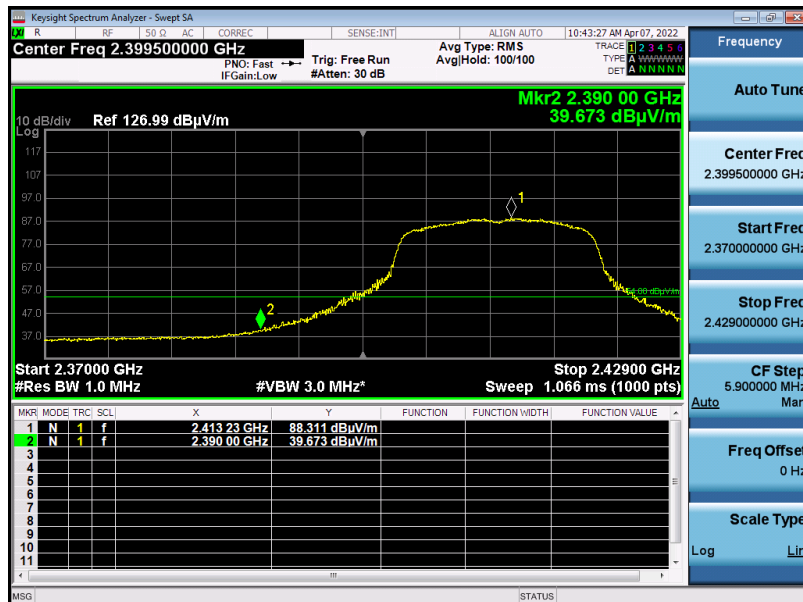 Keysight Spectrum Analyzer - Swept SA
LXI R RF 50 Ω AC CORREC SENSE:INT ALIGN AUTO 10:43:27 AM Apr 07, 2022
Center Freq 2.399500000 GHz
PNO: Fast
IFGain:Low
Trig: Free Run
#Atten: 30 dB
Avg Type: RMS
Avg|Hold: 100/100
TRACE 1 2 3 4 5 6
TYPE A WWWWW
DET A N N N N N
Mkr2 2.390 00 GHz
39.673 dBµV/m
10 dB/div Ref 126.99 dBµV/m
Log
117
107
97.0
87.0
77.0
67.0
57.0
47.0
37.0
1
2
54.00 dBµV/m
Start 2.37000 GHz Stop 2.42900 GHz
#Res BW 1.0 MHz #VBW 3.0 MHz* Sweep 1.066 ms (1000 pts)
MKR MODE TRC SCL X Y FUNCTION FUNCTION WIDTH FUNCTION VALUE
1 N 1 f 2.413 23 GHz 88.311 dBµV/m
2 N 1 f 2.390 00 GHz 39.673 dBµV/m
3
4
5
6
7
8
9
10
11
MSG STATUS
Frequency
Auto Tune
Center Freq
2.399500000 GHz
Start Freq
2.370000000 GHz
Stop Freq
2.429000000 GHz
CF Step
5.900000 MHz
Auto Man
Freq Offset
0 Hz
Scale Type
Log Lin